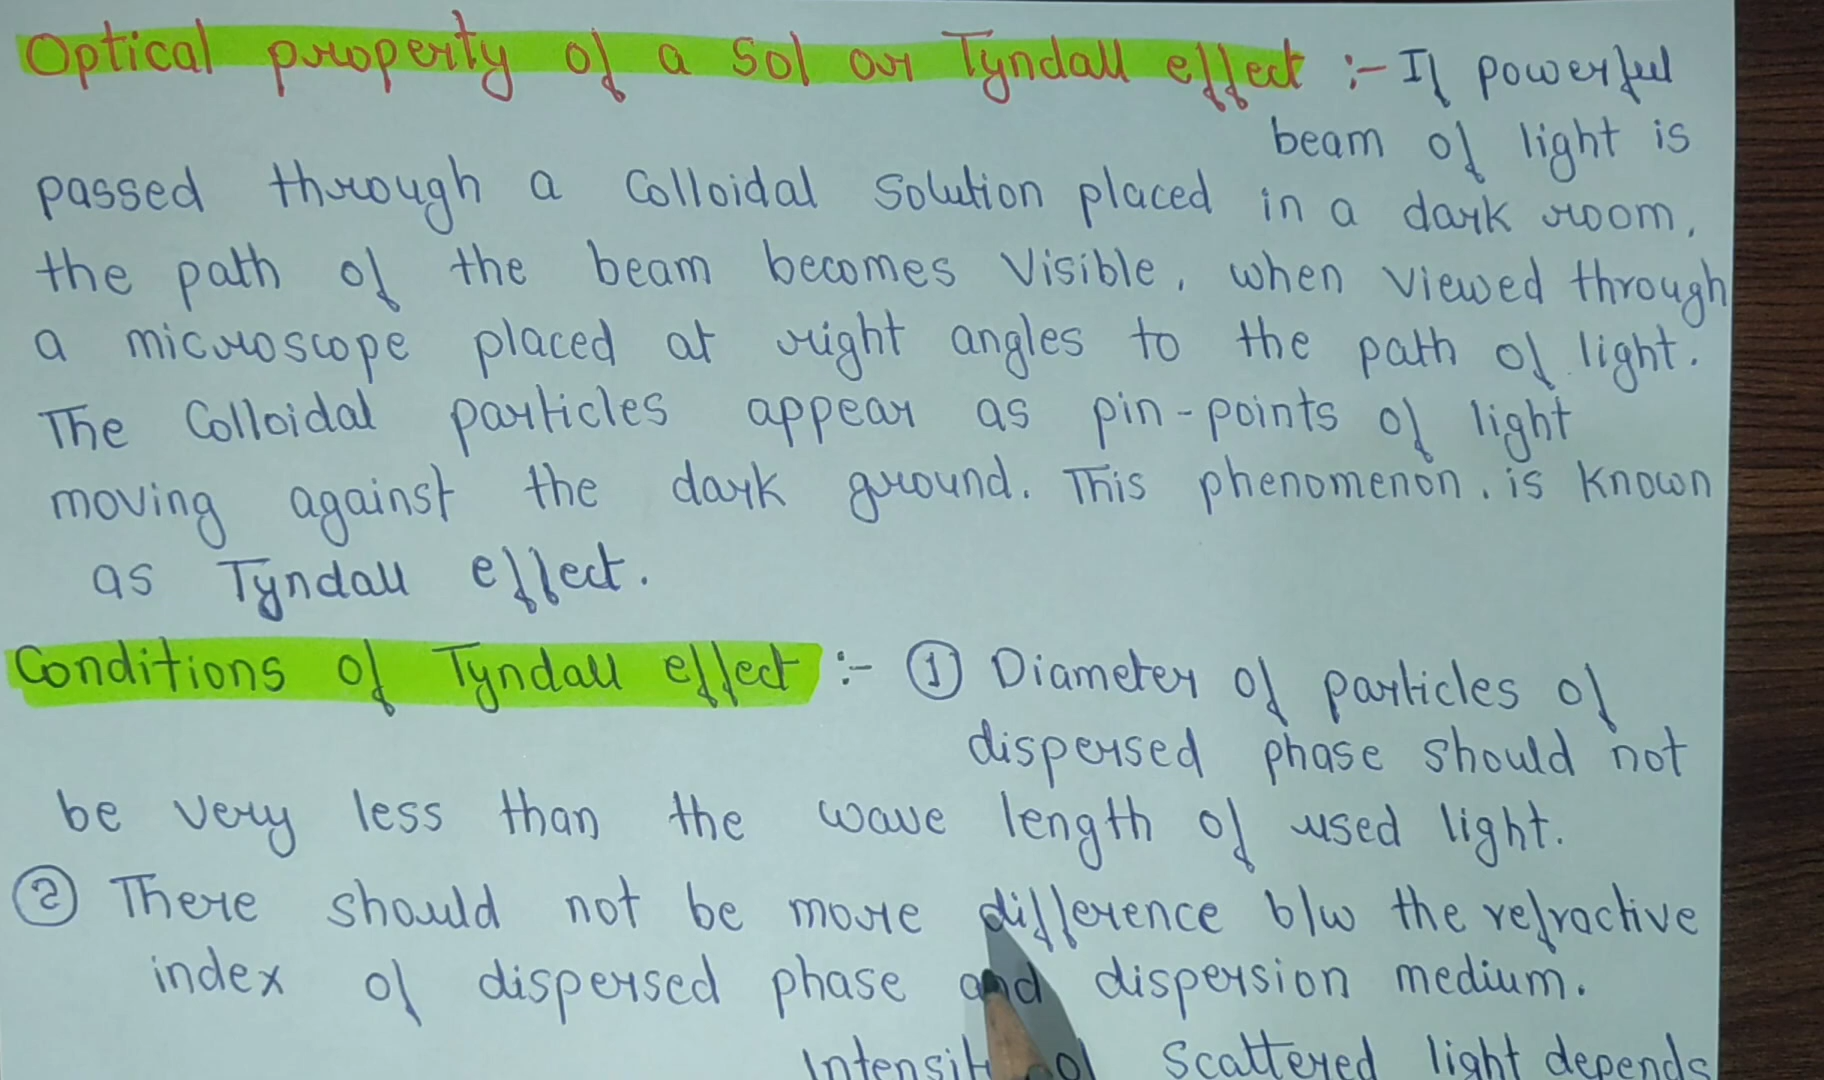 Optical property of a Sol or Tyndall effect :- If powerful
beam of light is
passed through a Colloidal Solution placed in a dark room,
the path of the beam becomes Visible, when viewed through
a microscope placed at right angles to the path of light.
The Colloidal particles appear as pin-points of light
moving against the dark ground. This phenomenon, is Known
as Tyndall effect.
Conditions of Tyndall effect :- ① Diameter of particles of
dispersed phase should not
be very less than the wave length of used light.
② There should not be more difference b/w the refractive
index of dispersed phase and dispersion medium.
Scattered light depends